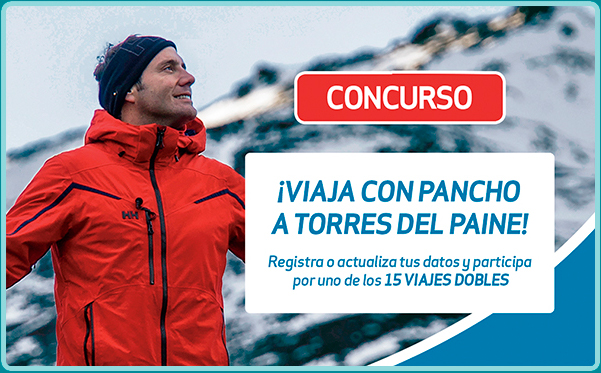 CONCURSO
¡VIAJA CON PANCHO
A TORRES DEL PAINE!
Registra o actualiza tus datos y participa
por uno de los 15 VIAJES DOBLES
HH